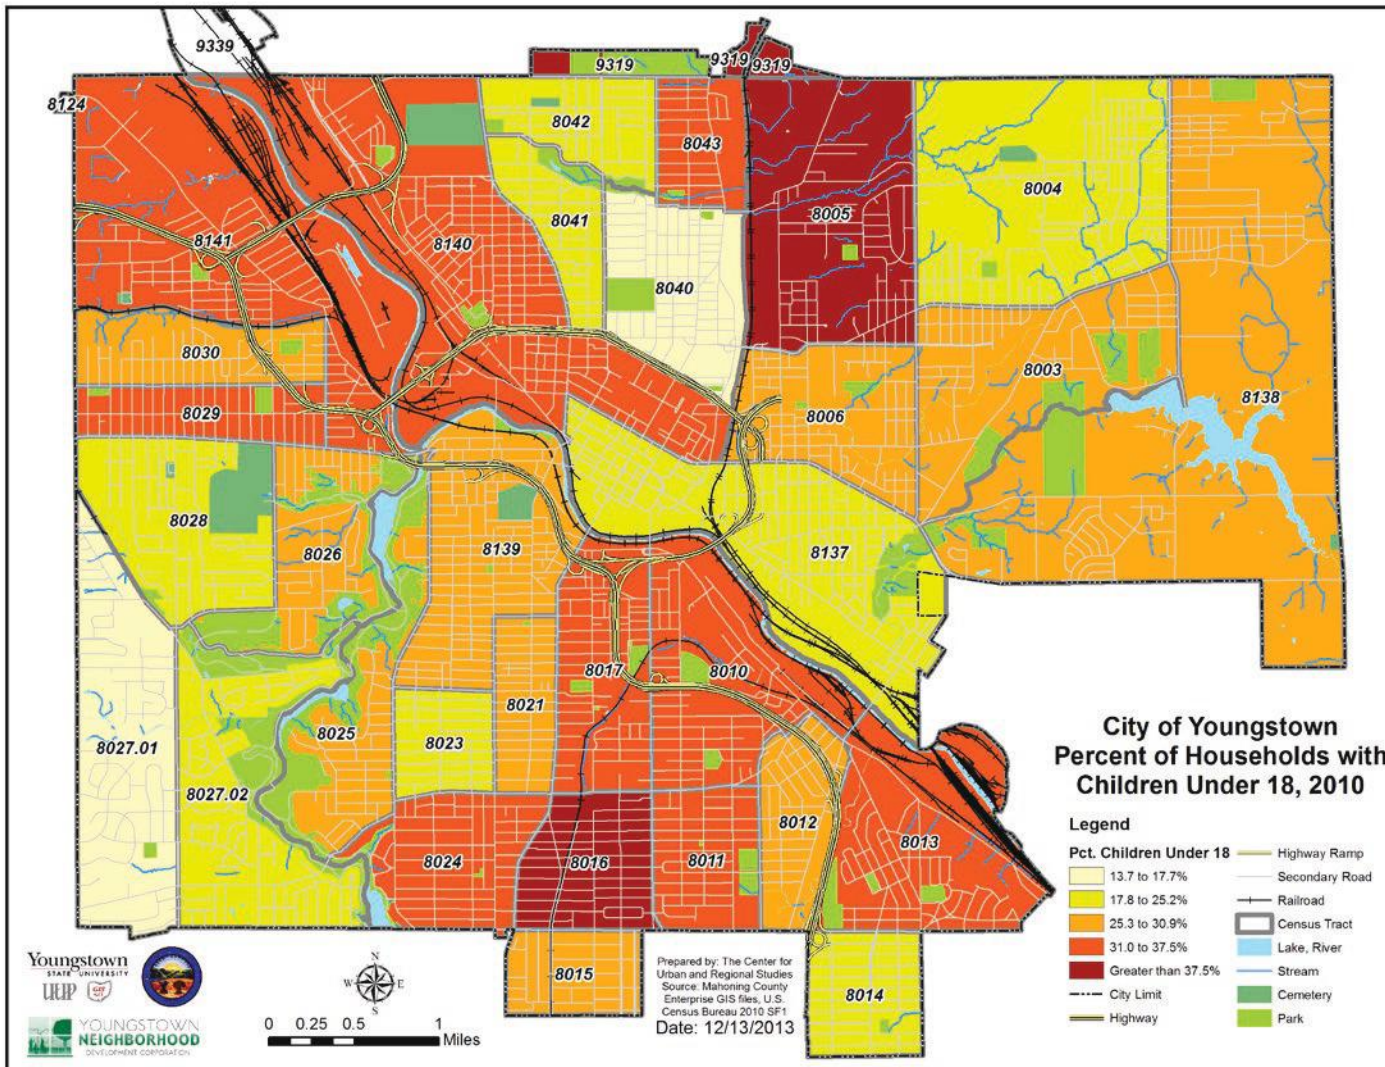 9339
9319
9319
9319
8124
8042
8043
8004
8005
8041
8141
8140
8040
8030
8003
8138
8029
8006
8028
8026
8139
8137
8017
8010
8021
8025
8023
8027.01
8027.02
8012
8024
8016
8011
8013
8015
8014
City of Youngstown
Percent of Households with
Children Under 18, 2010
Legend
Pct. Children Under 18
13.7 to 17.7%
17.8 to 25.2%
25.3 to 30.9%
31.0 to 37.5%
Greater than 37.5%
City Limit
Highway
Highway Ramp
Secondary Road
Railroad
Census Tract
Lake, River
Stream
Cemetery
Park
Youngstown
STATE UNIVERSITY
YOUNGSTOWN
NEIGHBORHOOD
DEVELOPMENT CORPORATION
N
W E
S
0 0.25 0.5 1
Miles
Prepared by: The Center for
Urban and Regional Studies
Source: Mahoning County
Enterprise GIS files, U.S.
Census Bureau 2010 SF1
Date: 12/13/2013